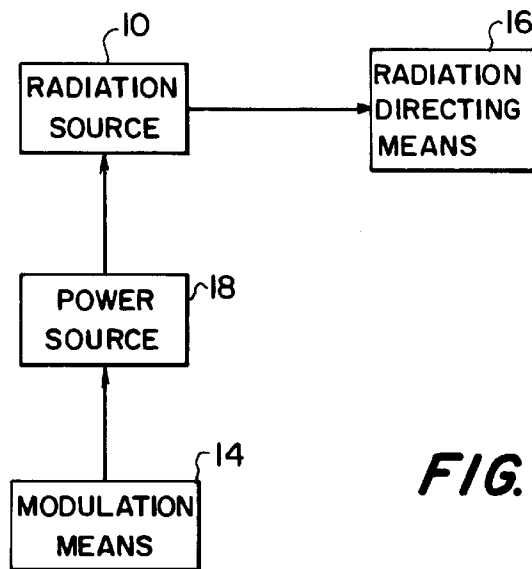 10
RADIATION
SOURCE
16
RADIATION
DIRECTING
MEANS
18
POWER
SOURCE
14
MODULATION
MEANS
FIG.